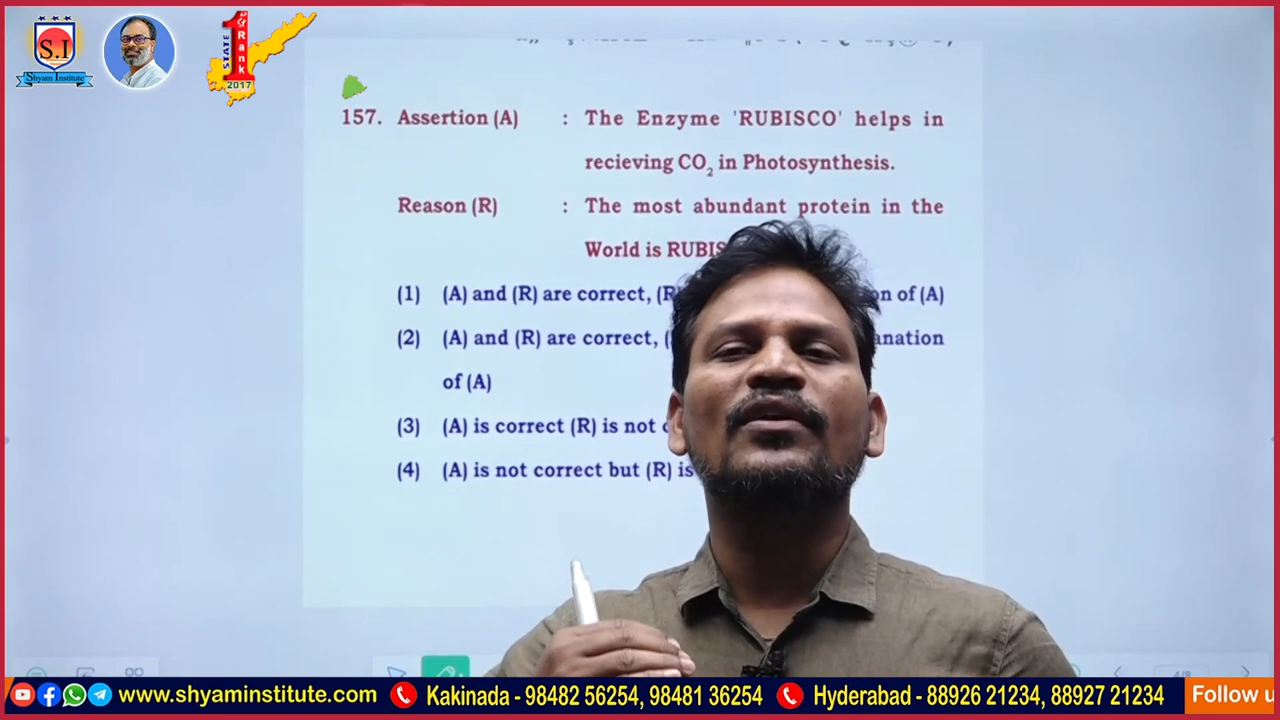 S.I
Shyam Institute
STATE
1
Rank
2017
157. Assertion (A) : The Enzyme 'RUBISCO' helps in
recieving CO₂ in Photosynthesis.
Reason (R) : The most abundant protein in the
World is RUBIS
(1) (A) and (R) are correct, (R of (A)
(2) (A) and (R) are correct,
of (A)
(3) (A) is correct (R) is not
(4) (A) is not correct but (R) is
4/8
www.shyaminstitute.com Kakinada - 98482 56254, 98481 36254 Hyderabad - 88926 21234, 88927 21234 Follow u